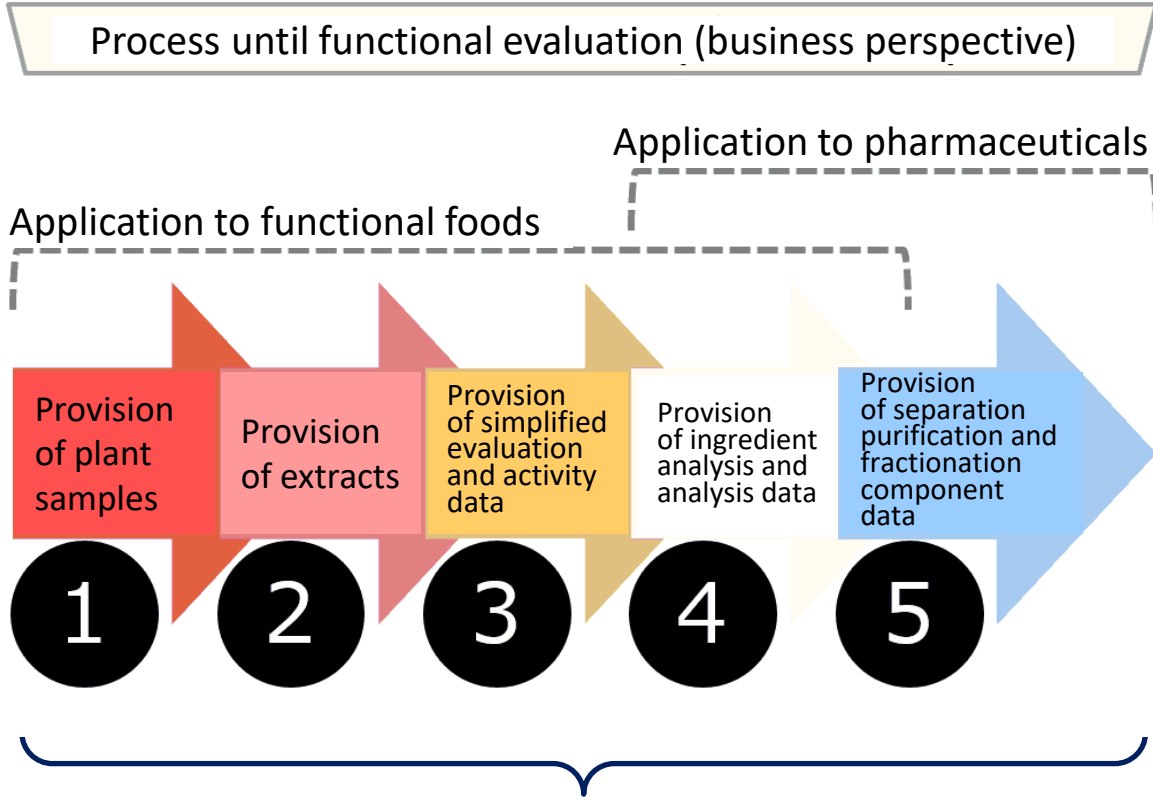 Process until functional evaluation (business perspective)
Application to pharmaceuticals
Application to functional foods
Provision
of plant
samples
Provision
of extracts
Provision
of simplified
evaluation
and activity
data
Provision
of ingredient
analysis and
analysis data
Provision
of separation
purification and
fractionation
component
data
1
2
3
4
5